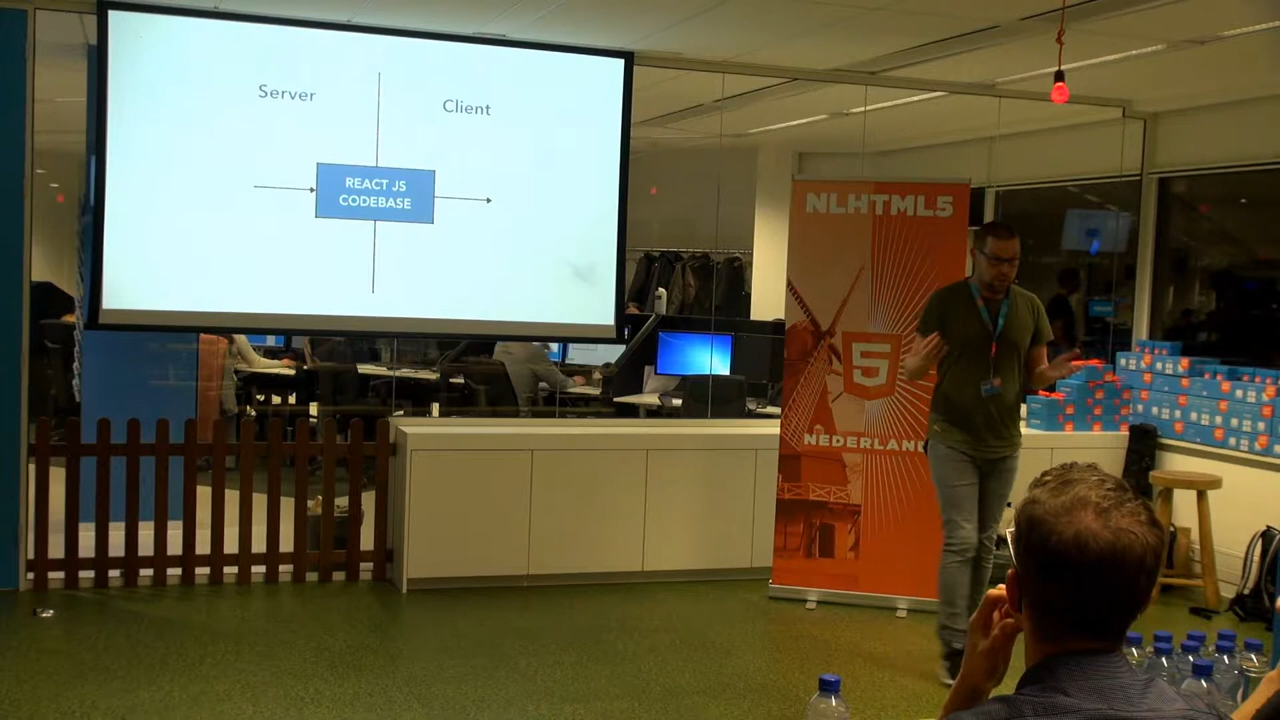 Server
Client
REACT JS
CODEBASE
NLHTML5
5
NEDERLAND